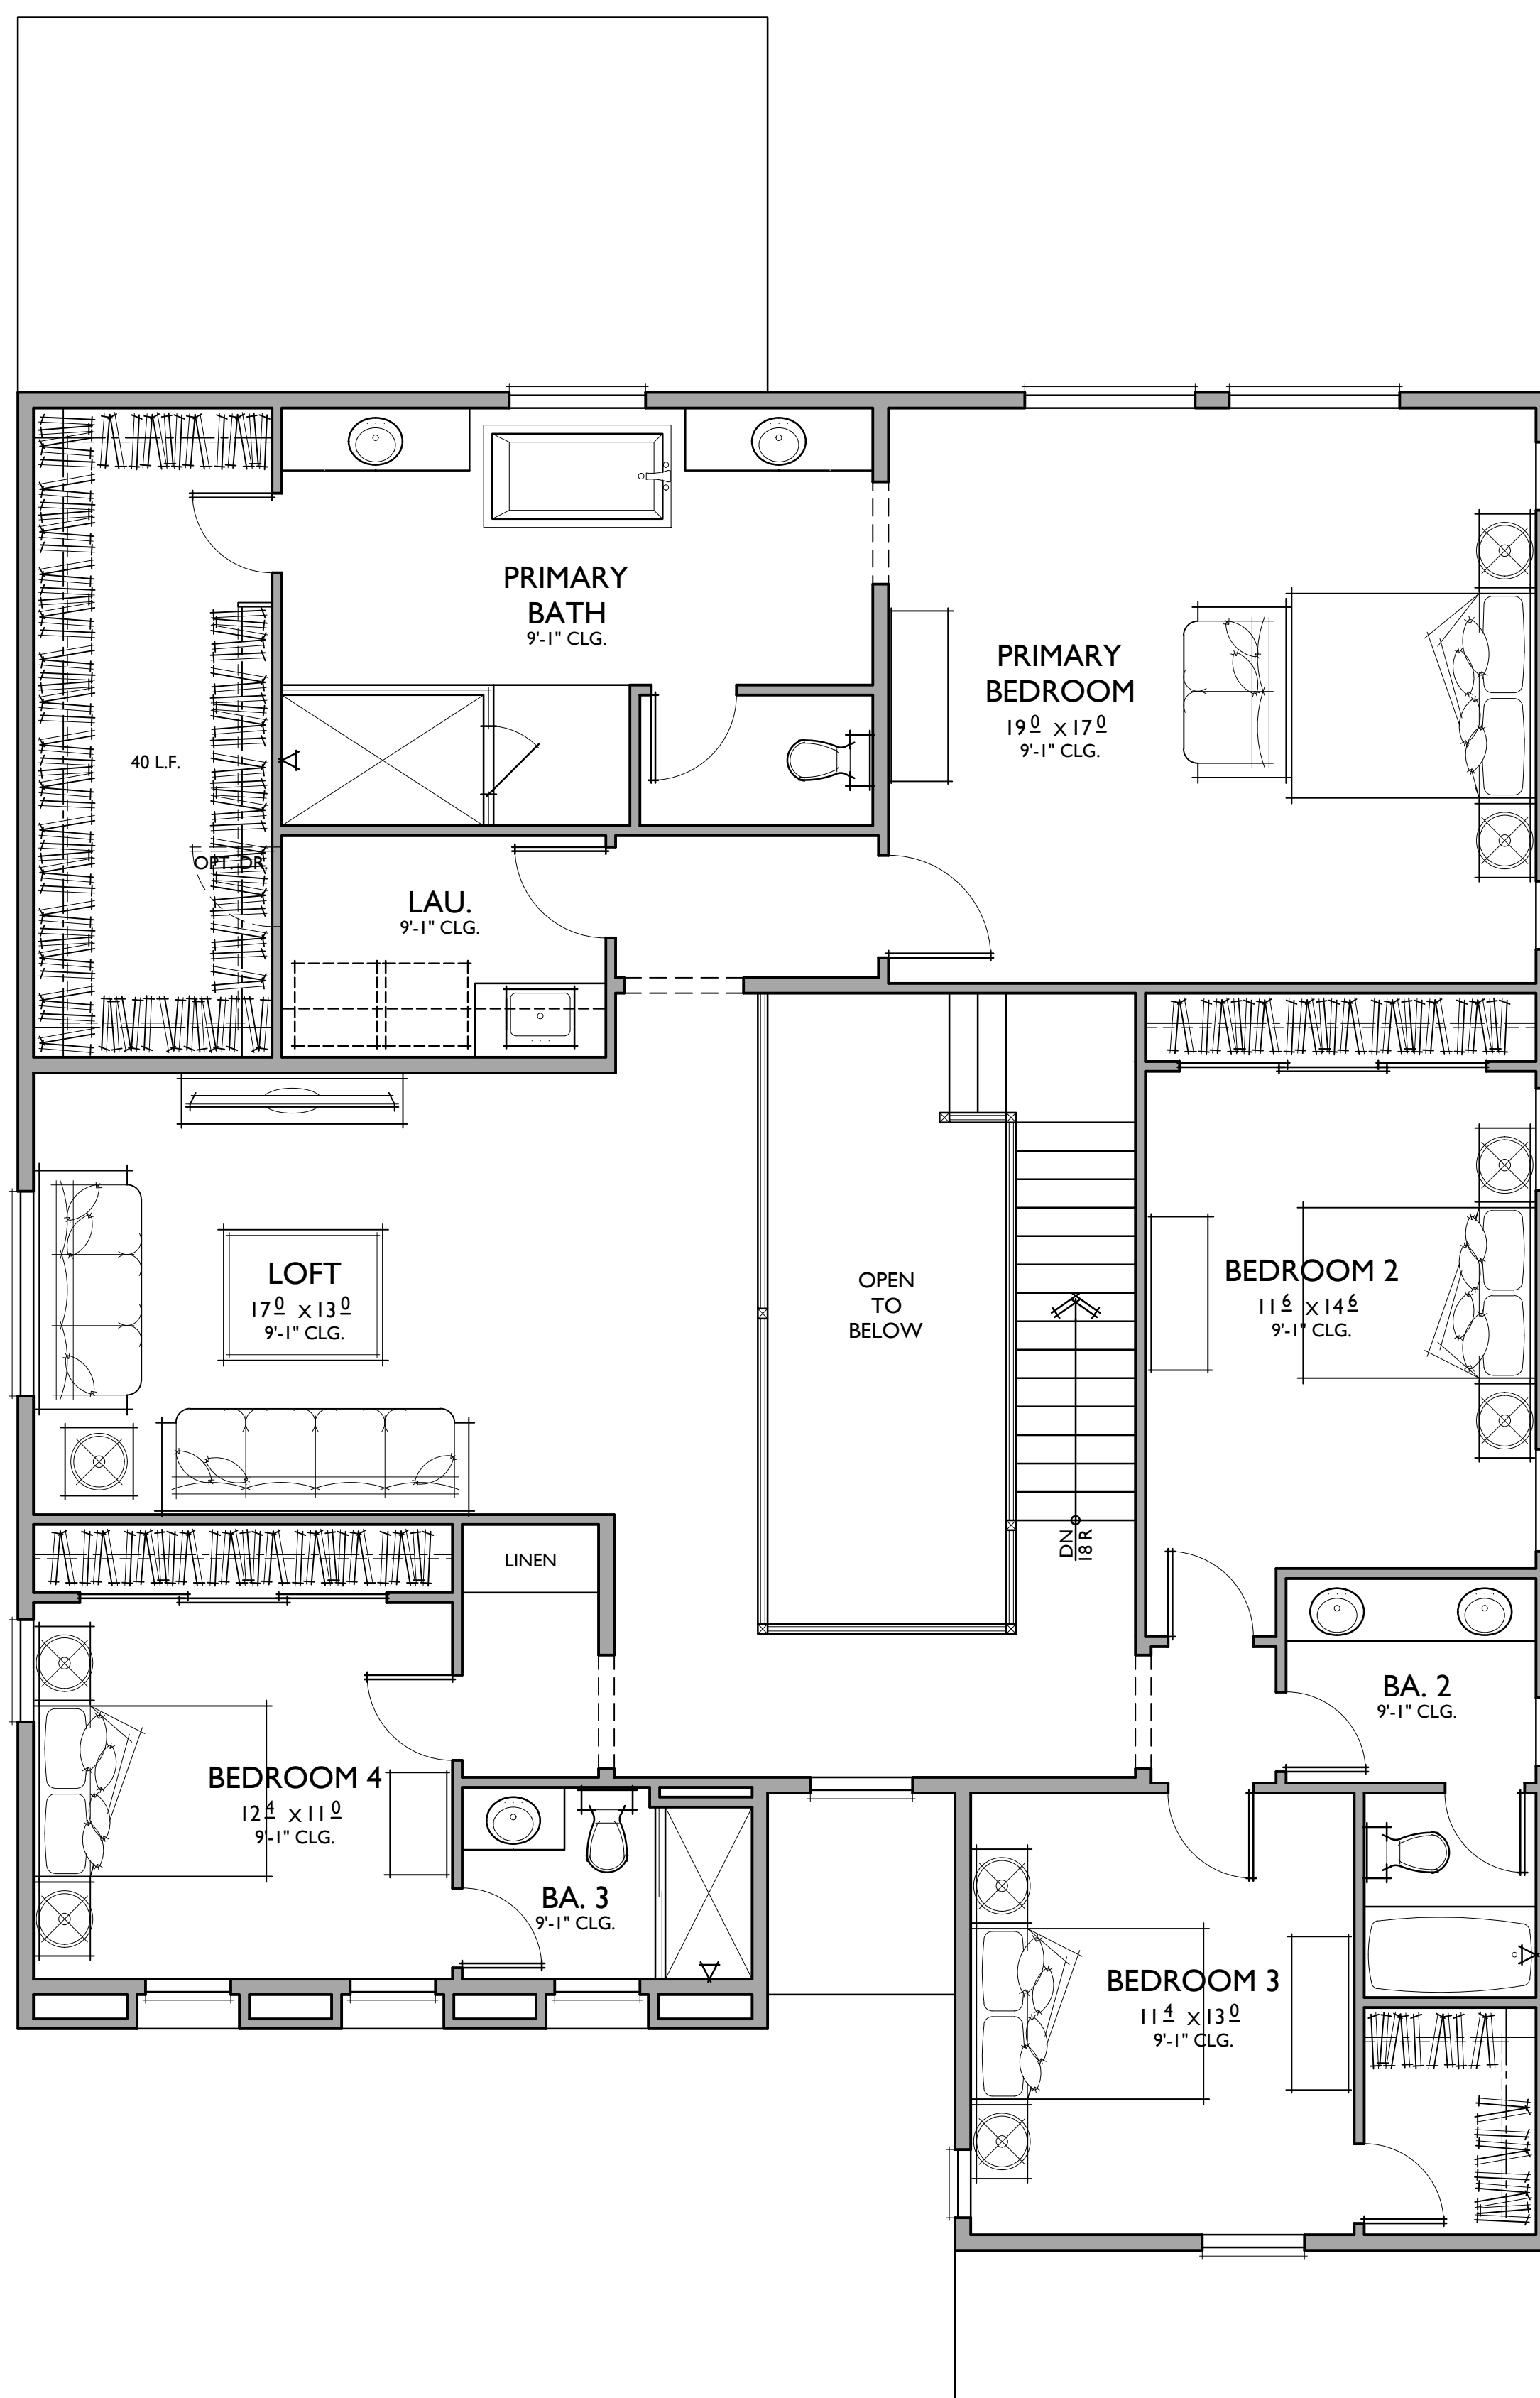 PRIMARY
BATH
9'-1" CLG.
PRIMARY
BEDROOM
19 0 X 17 0
9'-1" CLG.
40 L.F.
OPT. DR.
LAU.
9'-1" CLG.
LOFT
17 0 X 13 0
9'-1" CLG.
OPEN
TO
BELOW
BEDROOM 2
11 6 X 14 6
9'-1" CLG.
DN
18 R
LINEN
BA. 2
9'-1" CLG.
BEDROOM 4
12 4 X 11 0
9'-1" CLG.
BA. 3
9'-1" CLG.
BEDROOM 3
11 4 X 13 0
9'-1" CLG.